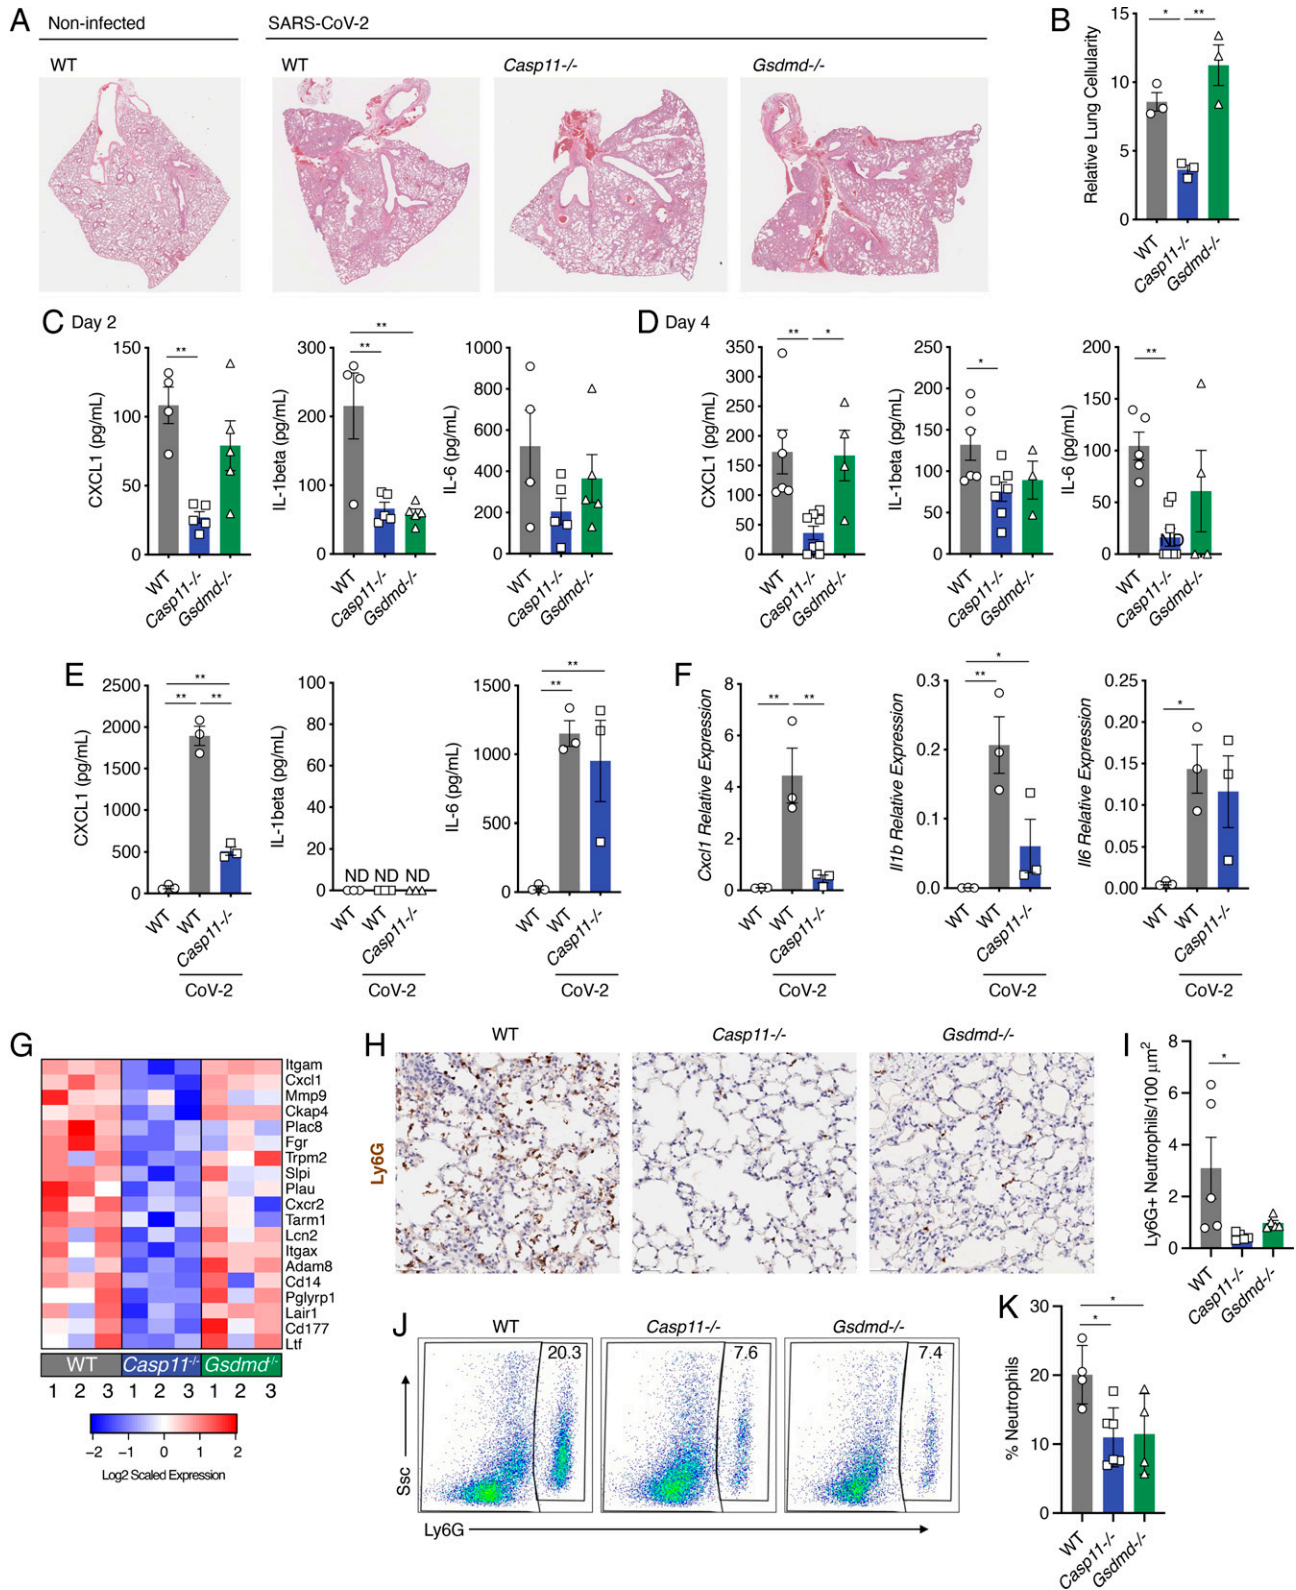 A
Non-infected
SARS-CoV-2
WT
WT
Casp11-/-
Gsdmd-/-
B
Relative Lung Cellularity
15
10
5
0
* **
WT
Casp11-/-
Gsdmd-/-
C Day 2
CXCL1 (pg/mL)
150
100
50
0
**
WT
Casp11-/-
Gsdmd-/-
IL-1beta (pg/mL)
300
200
100
0
**
**
WT
Casp11-/-
Gsdmd-/-
IL-6 (pg/mL)
1000
800
600
400
200
0
WT
Casp11-/-
Gsdmd-/-
D Day 4
CXCL1 (pg/mL)
350
300
250
200
150
100
50
0
** *
WT
Casp11-/-
Gsdmd-/-
IL-1beta (pg/mL)
250
200
150
100
50
0
*
WT
Casp11-/-
Gsdmd-/-
IL-6 (pg/mL)
200
150
100
50
0
**
WT
Casp11-/-
Gsdmd-/-
E
CXCL1 (pg/mL)
2500
2000
1500
1000
500
0
**
** **
WT
WT
Casp11-/-
CoV-2
IL-1beta (pg/mL)
100
80
60
40
20
0
ND ND ND
WT
WT
Casp11-/-
CoV-2
IL-6 (pg/mL)
1500
1000
500
0
**
**
WT
WT
Casp11-/-
CoV-2
F
Cxcl1 Relative Expression
8
6
4
2
0
** **
WT
WT
Casp11-/-
CoV-2
Il1b Relative Expression
0.3
0.2
0.1
0.0
*
**
WT
WT
Casp11-/-
CoV-2
Il6 Relative Expression
0.25
0.20
0.15
0.10
0.05
0.00
*
WT
WT
Casp11-/-
CoV-2
G
Itgam
Cxcl1
Mmp9
Ckap4
Plac8
Fgr
Trpm2
Slpi
Plau
Cxcr2
Tarm1
Lcn2
Itgax
Adam8
Cd14
Pglyrp1
Lair1
Cd177
Ltf
WT Casp11-/- Gsdmd-/-
1 2 3 1 2 3 1 2 3
−2 −1 0 1 2
Log2 Scaled Expression
H
WT
Casp11-/-
Gsdmd-/-
Ly6G
I
Ly6G+ Neutrophils/100 µm2
8
6
4
2
0
*
WT
Casp11-/-
Gsdmd-/-
J
WT
Casp11-/-
Gsdmd-/-
20.3
7.6
7.4
Ssc
Ly6G
K
% Neutrophils
30
20
10
0
*
*
WT
Casp11-/-
Gsdmd-/-